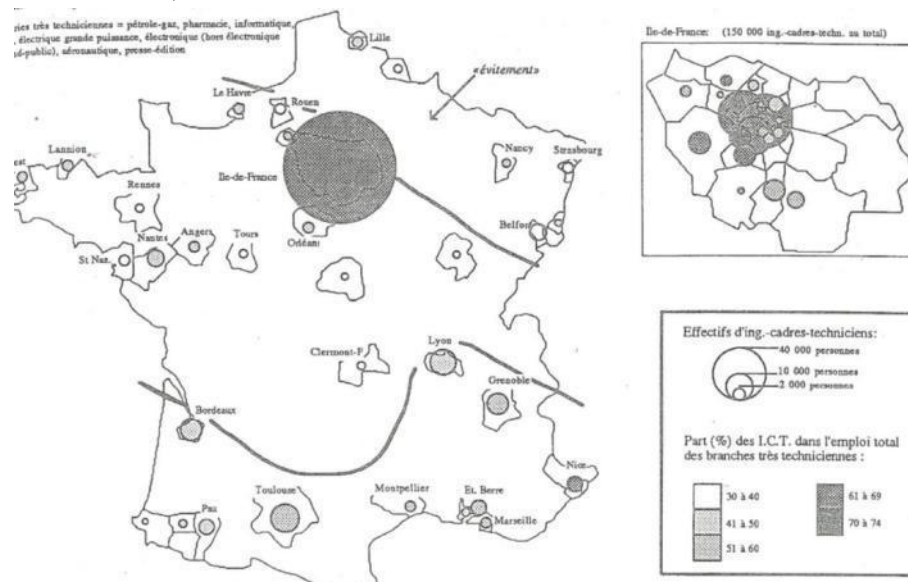 ries très techniciennes = pétrole-gaz, pharmacie, informatique,
électrique grande puissance, électronique (hors électronique
nd-public), aéronautique, presse-édition
Lille
«évitement»
Le Havre
Rouen
Lannion
est
Ile-de-France
Nancy
Strasbourg
Rennes
Nantes
Angers
Tours
Orléans
Belfort
St Naz.
Clermont-F
Lyon
Grenoble
Bordeaux
Pau
Toulouse
Montpellier
Et. Berre
Marseille
Nice
Ile-de-France: (150 000 ing.-cadres-techn. au total)
Effectifs d'ing.-cadres-techniciens:
40 000 personnes
10 000 personnes
2 000 personnes
Part (%) des I.C.T. dans l'emploi total
des branches très techniciennes :
30 à 40
41 à 50
51 à 60
61 à 69
70 à 74